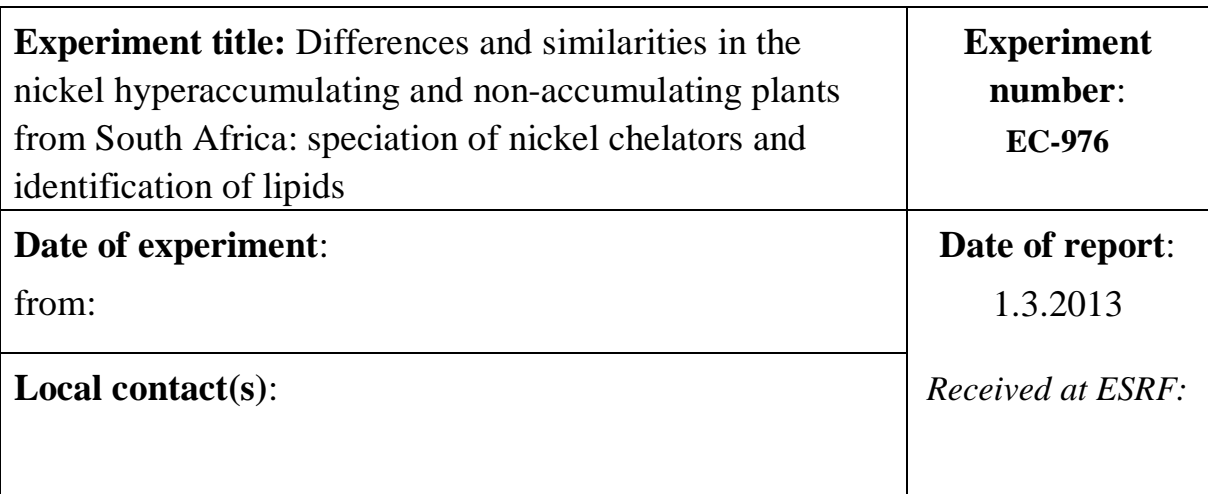 Experiment title: Differences and similarities in the
nickel hyperaccumulating and non-accumulating plants
from South Africa: speciation of nickel chelators and
identification of lipids
Experiment
number:
EC-976
Date of experiment:
from:
Date of report:
1.3.2013
Local contact(s):
Received at ESRF: